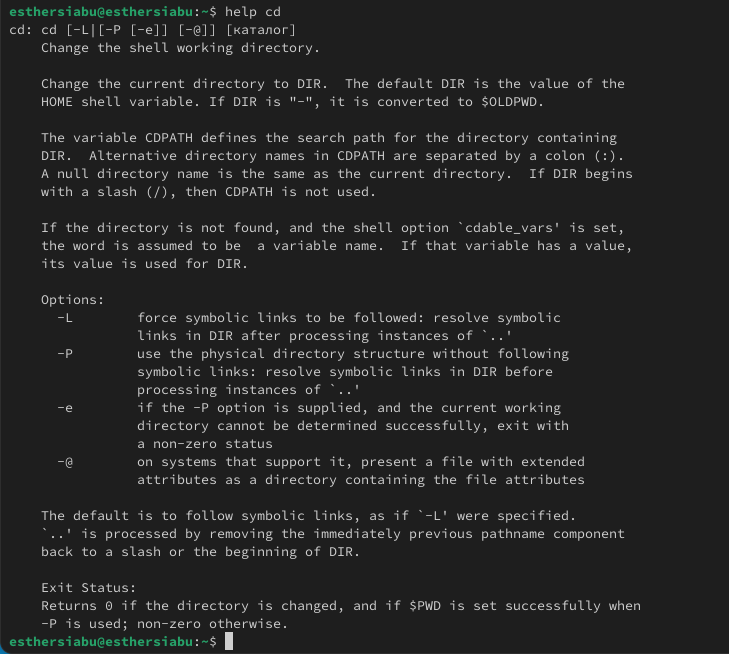 esthersiabu@esthersiabu:~$ help cd
cd: cd [-L|[-P [-e]] [-@]] [каталог]
    Change the shell working directory.

    Change the current directory to DIR.  The default DIR is the value of the
    HOME shell variable. If DIR is "-", it is converted to $OLDPWD.

    The variable CDPATH defines the search path for the directory containing
    DIR.  Alternative directory names in CDPATH are separated by a colon (:).
    A null directory name is the same as the current directory.  If DIR begins
    with a slash (/), then CDPATH is not used.

    If the directory is not found, and the shell option `cdable_vars' is set,
    the word is assumed to be  a variable name.  If that variable has a value,
    its value is used for DIR.

    Options:
      -L        force symbolic links to be followed: resolve symbolic
                links in DIR after processing instances of `..'
      -P        use the physical directory structure without following
                symbolic links: resolve symbolic links in DIR before
                processing instances of `..'
      -e        if the -P option is supplied, and the current working
                directory cannot be determined successfully, exit with
                a non-zero status
      -@        on systems that support it, present a file with extended
                attributes as a directory containing the file attributes

    The default is to follow symbolic links, as if `-L' were specified.
    `..' is processed by removing the immediately previous pathname component
    back to a slash or the beginning of DIR.

    Exit Status:
    Returns 0 if the directory is changed, and if $PWD is set successfully when
    -P is used; non-zero otherwise.
esthersiabu@esthersiabu:~$